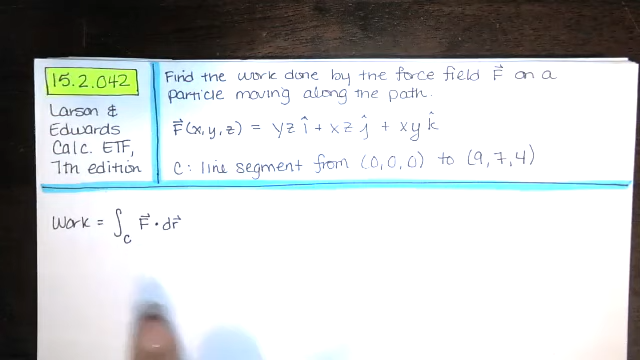 15.2.042
Larson &
Edwards
Calc. ETF,
7th edition
Find the work done by the force field F⃗ on a
particle moving along the path.
F⃗(x,y,z) = yz î + xz ĵ + xy k̂
C: line segment from (0,0,0) to (9,7,4)
Work = ∫_C F⃗ · dr⃗